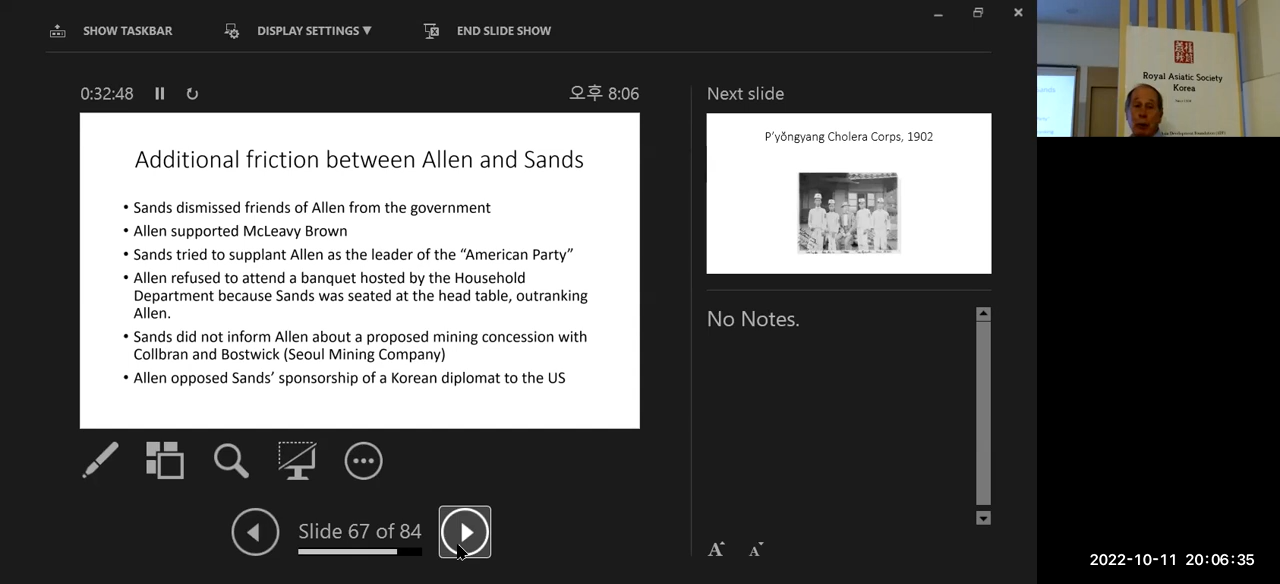 SHOW TASKBAR
DISPLAY SETTINGS ▼
END SLIDE SHOW
0:32:48
오후 8:06
Additional friction between Allen and Sands
• Sands dismissed friends of Allen from the government
• Allen supported McLeavy Brown
• Sands tried to supplant Allen as the leader of the “American Party”
• Allen refused to attend a banquet hosted by the Household
Department because Sands was seated at the head table, outranking
Allen.
• Sands did not inform Allen about a proposed mining concession with
Collbran and Bostwick (Seoul Mining Company)
• Allen opposed Sands’ sponsorship of a Korean diplomat to the US
Slide 67 of 84
Next slide
P’yŏngyang Cholera Corps, 1902
No Notes.
A A
Royal Asiatic Society
Korea
2022-10-11 20:06:35